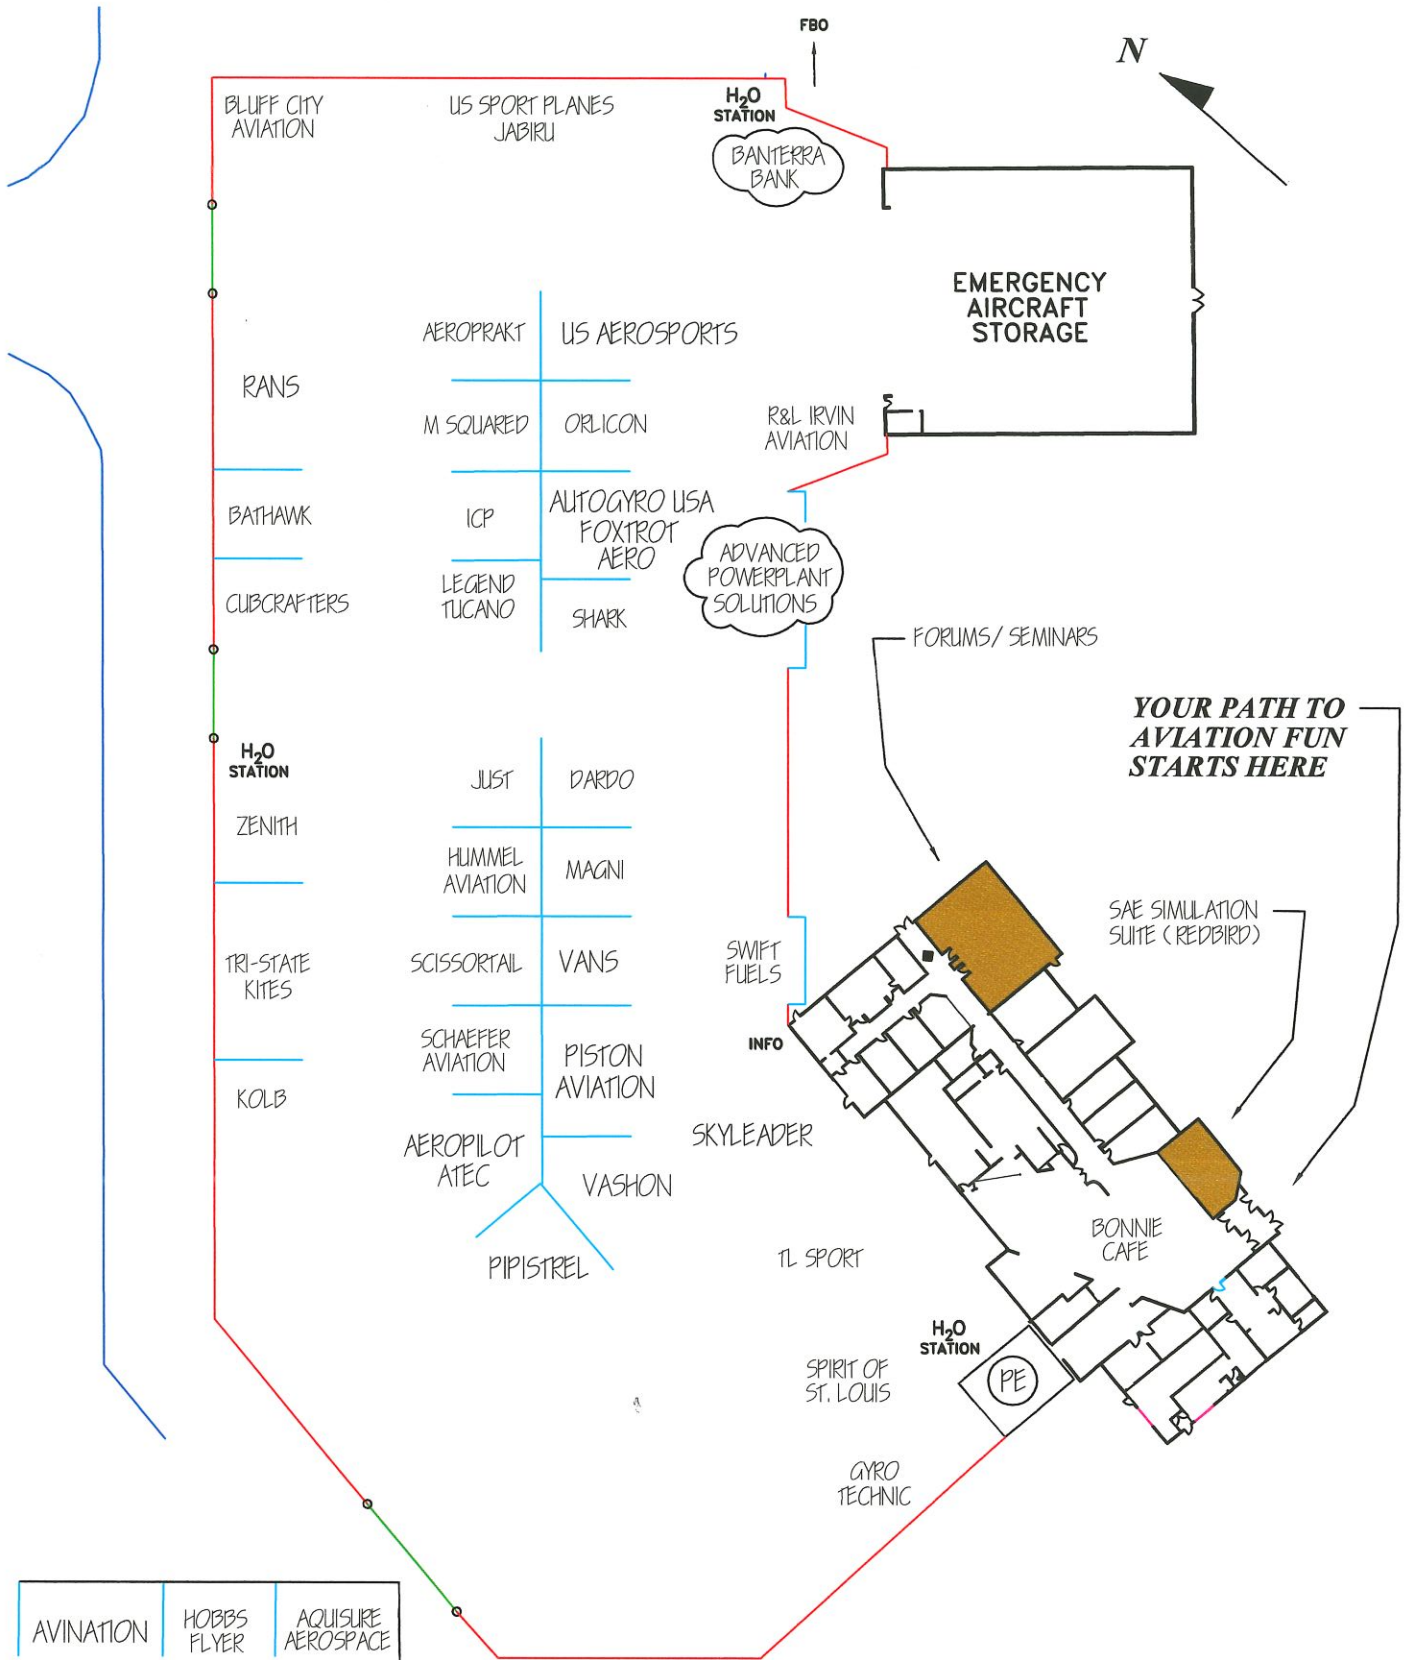 FBO
N
BLUFF CITY
AVIATION
US SPORT PLANES
JABIRU
H2O
STATION
BANTERRA
BANK
EMERGENCY
AIRCRAFT
STORAGE
AEROPRAKT
US AEROSPORTS
RANS
M SQUARED
ORLICON
R&L IRVIN
AVIATION
BATHAWK
ICP
AUTOGYRO USA
FOXTROT
AERO
ADVANCED
POWERPLANT
SOLUTIONS
CUBCRAFTERS
LEGEND
TUCANO
SHARK
FORUMS/ SEMINARS
YOUR PATH TO
AVIATION FUN
STARTS HERE
H2O
STATION
JUST
DARDO
ZENITH
HUMMEL
AVIATION
MAGNI
SAE SIMULATION
SUITE (REDBIRD)
TRI-STATE
KITES
SCISSORTAIL
VANS
SWIFT
FUELS
SCHAEFER
AVIATION
PISTON
AVIATION
INFO
KOLB
SKYLEADER
AEROPILOT
ATEC
VASHON
PIPISTREL
TL SPORT
BONNIE
CAFE
H2O
STATION
SPIRIT OF
ST. LOUIS
PE
GYRO
TECHNIC
AVINATION
HOBBS
FLYER
AQUISURE
AEROSPACE